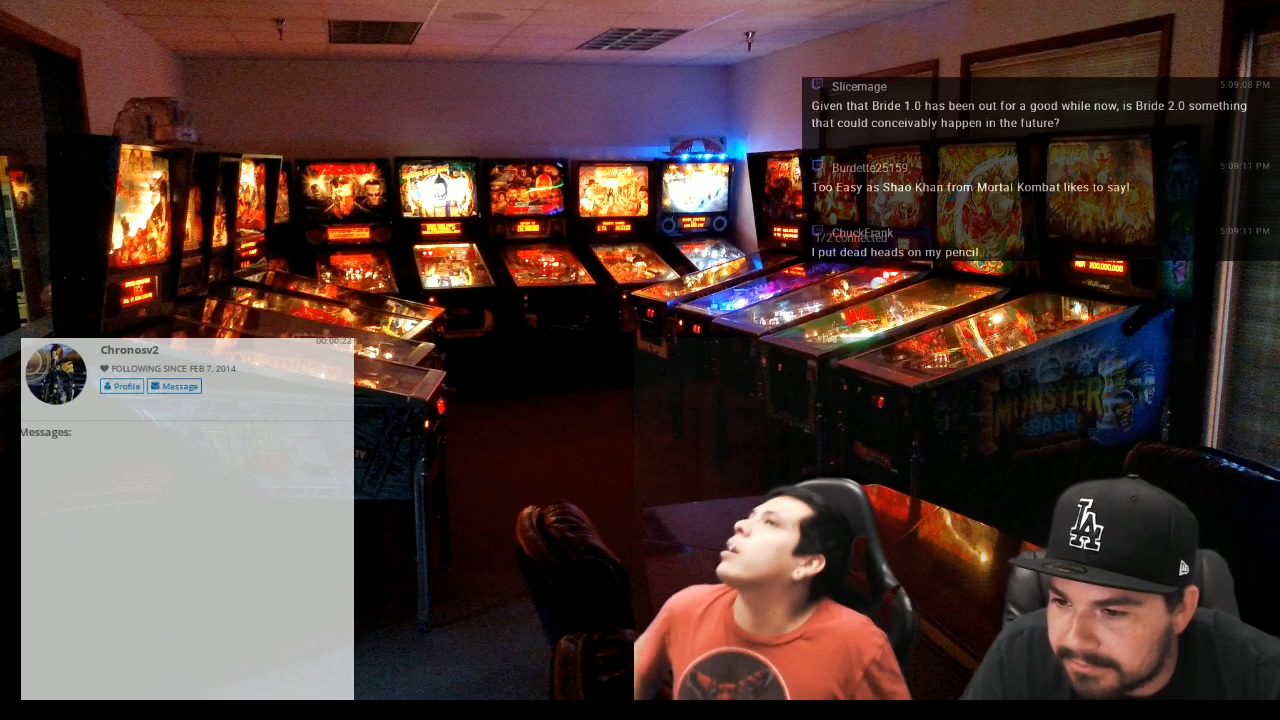 Slicemage
5:09:08 PM
Given that Bride 1.0 has been out for a good while now, is Bride 2.0 something
that could conceivably happen in the future?
Burdette25159
5:09:11 PM
Too Easy as Shao Khan from Mortal Kombat likes to say!
ChuckFrank
5:09:11 PM
1/2 connected
I put dead heads on my pencil...
00:00:22
Chronosv2
FOLLOWING SINCE FEB 7, 2014
Profile
Message
Messages:
MONSTER
BASH
LA